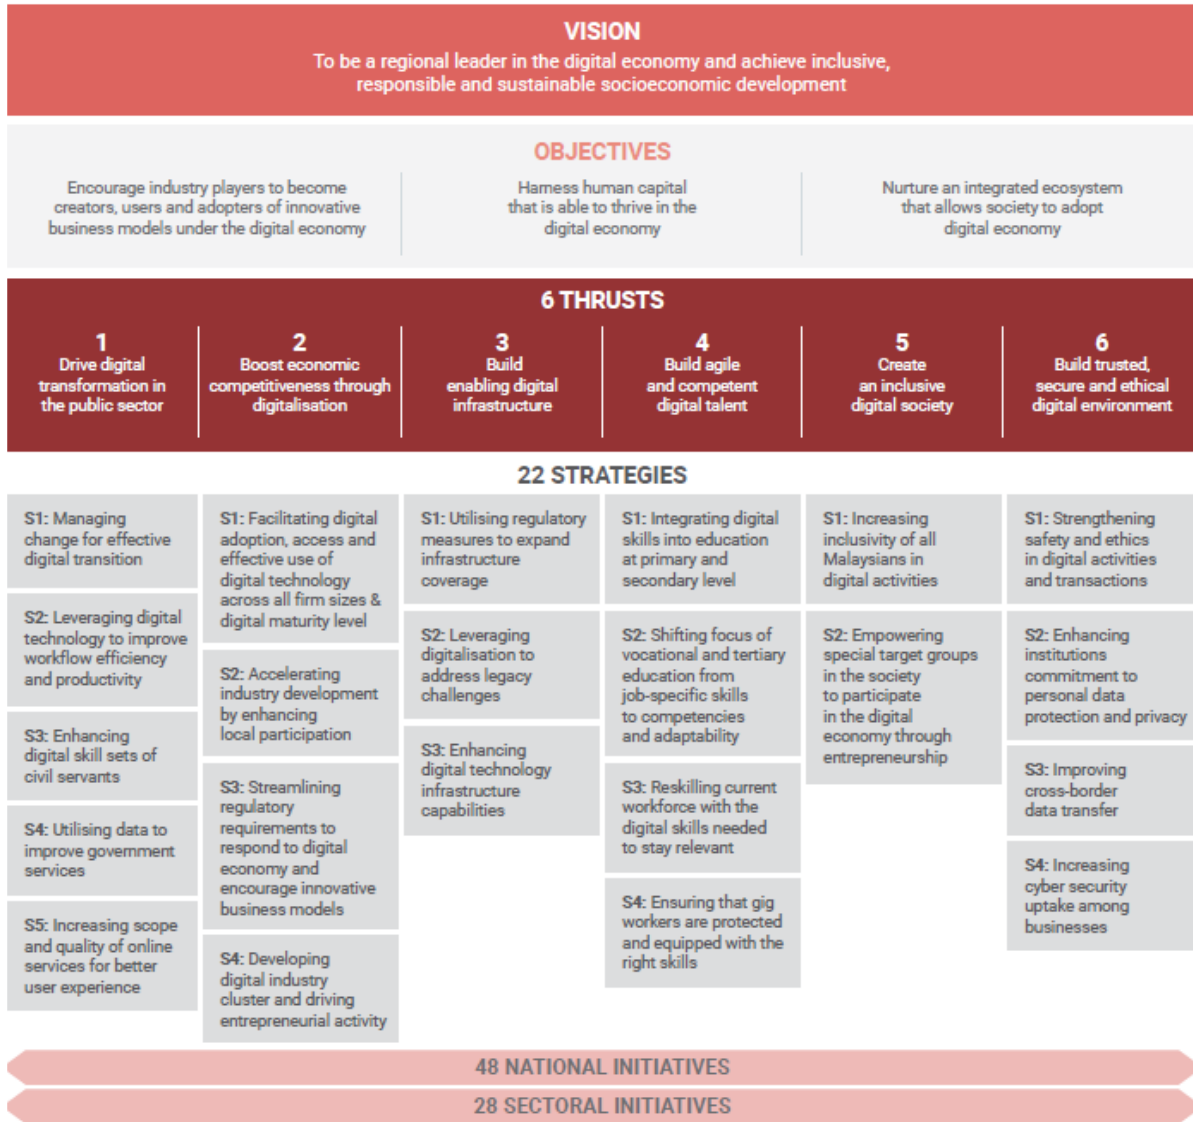 VISION
To be a regional leader in the digital economy and achieve inclusive,
responsible and sustainable socioeconomic development
OBJECTIVES
Encourage industry players to become
creators, users and adopters of innovative
business models under the digital economy
Harness human capital
that is able to thrive in the
digital economy
Nurture an integrated ecosystem
that allows society to adopt
digital economy
6 THRUSTS
1
Drive digital
transformation in
the public sector
2
Boost economic
competitiveness through
digitalisation
3
Build
enabling digital
infrastructure
4
Build agile
and competent
digital talent
5
Create
an inclusive
digital society
6
Build trusted,
secure and ethical
digital environment
22 STRATEGIES
S1: Managing
change for effective
digital transition
S2: Leveraging digital
technology to improve
workflow efficiency
and productivity
S3: Enhancing
digital skill sets of
civil servants
S4: Utilising data to
improve government
services
S5: Increasing scope
and quality of online
services for better
user experience
S1: Facilitating digital
adoption, access and
effective use of
digital technology
across all firm sizes &
digital maturity level
S2: Accelerating
industry development
by enhancing
local participation
S3: Streamlining
regulatory
requirements to
respond to digital
economy and
encourage innovative
business models
S4: Developing
digital industry
cluster and driving
entrepreneurial activity
S1: Utilising regulatory
measures to expand
infrastructure
coverage
S2: Leveraging
digitalisation to
address legacy
challenges
S3: Enhancing
digital technology
infrastructure
capabilities
S1: Integrating digital
skills into education
at primary and
secondary level
S2: Shifting focus of
vocational and tertiary
education from
job-specific skills
to competencies
and adaptability
S3: Reskilling current
workforce with the
digital skills needed
to stay relevant
S4: Ensuring that gig
workers are protected
and equipped with the
right skills
S1: Increasing
inclusivity of all
Malaysians in
digital activities
S2: Empowering
special target groups
in the society
to participate
in the digital
economy through
entrepreneurship
S1: Strengthening
safety and ethics
in digital activities
and transactions
S2: Enhancing
institutions
commitment to
personal data
protection and privacy
S3: Improving
cross-border
data transfer
S4: Increasing
cyber security
uptake among
businesses
48 NATIONAL INITIATIVES
28 SECTORAL INITIATIVES